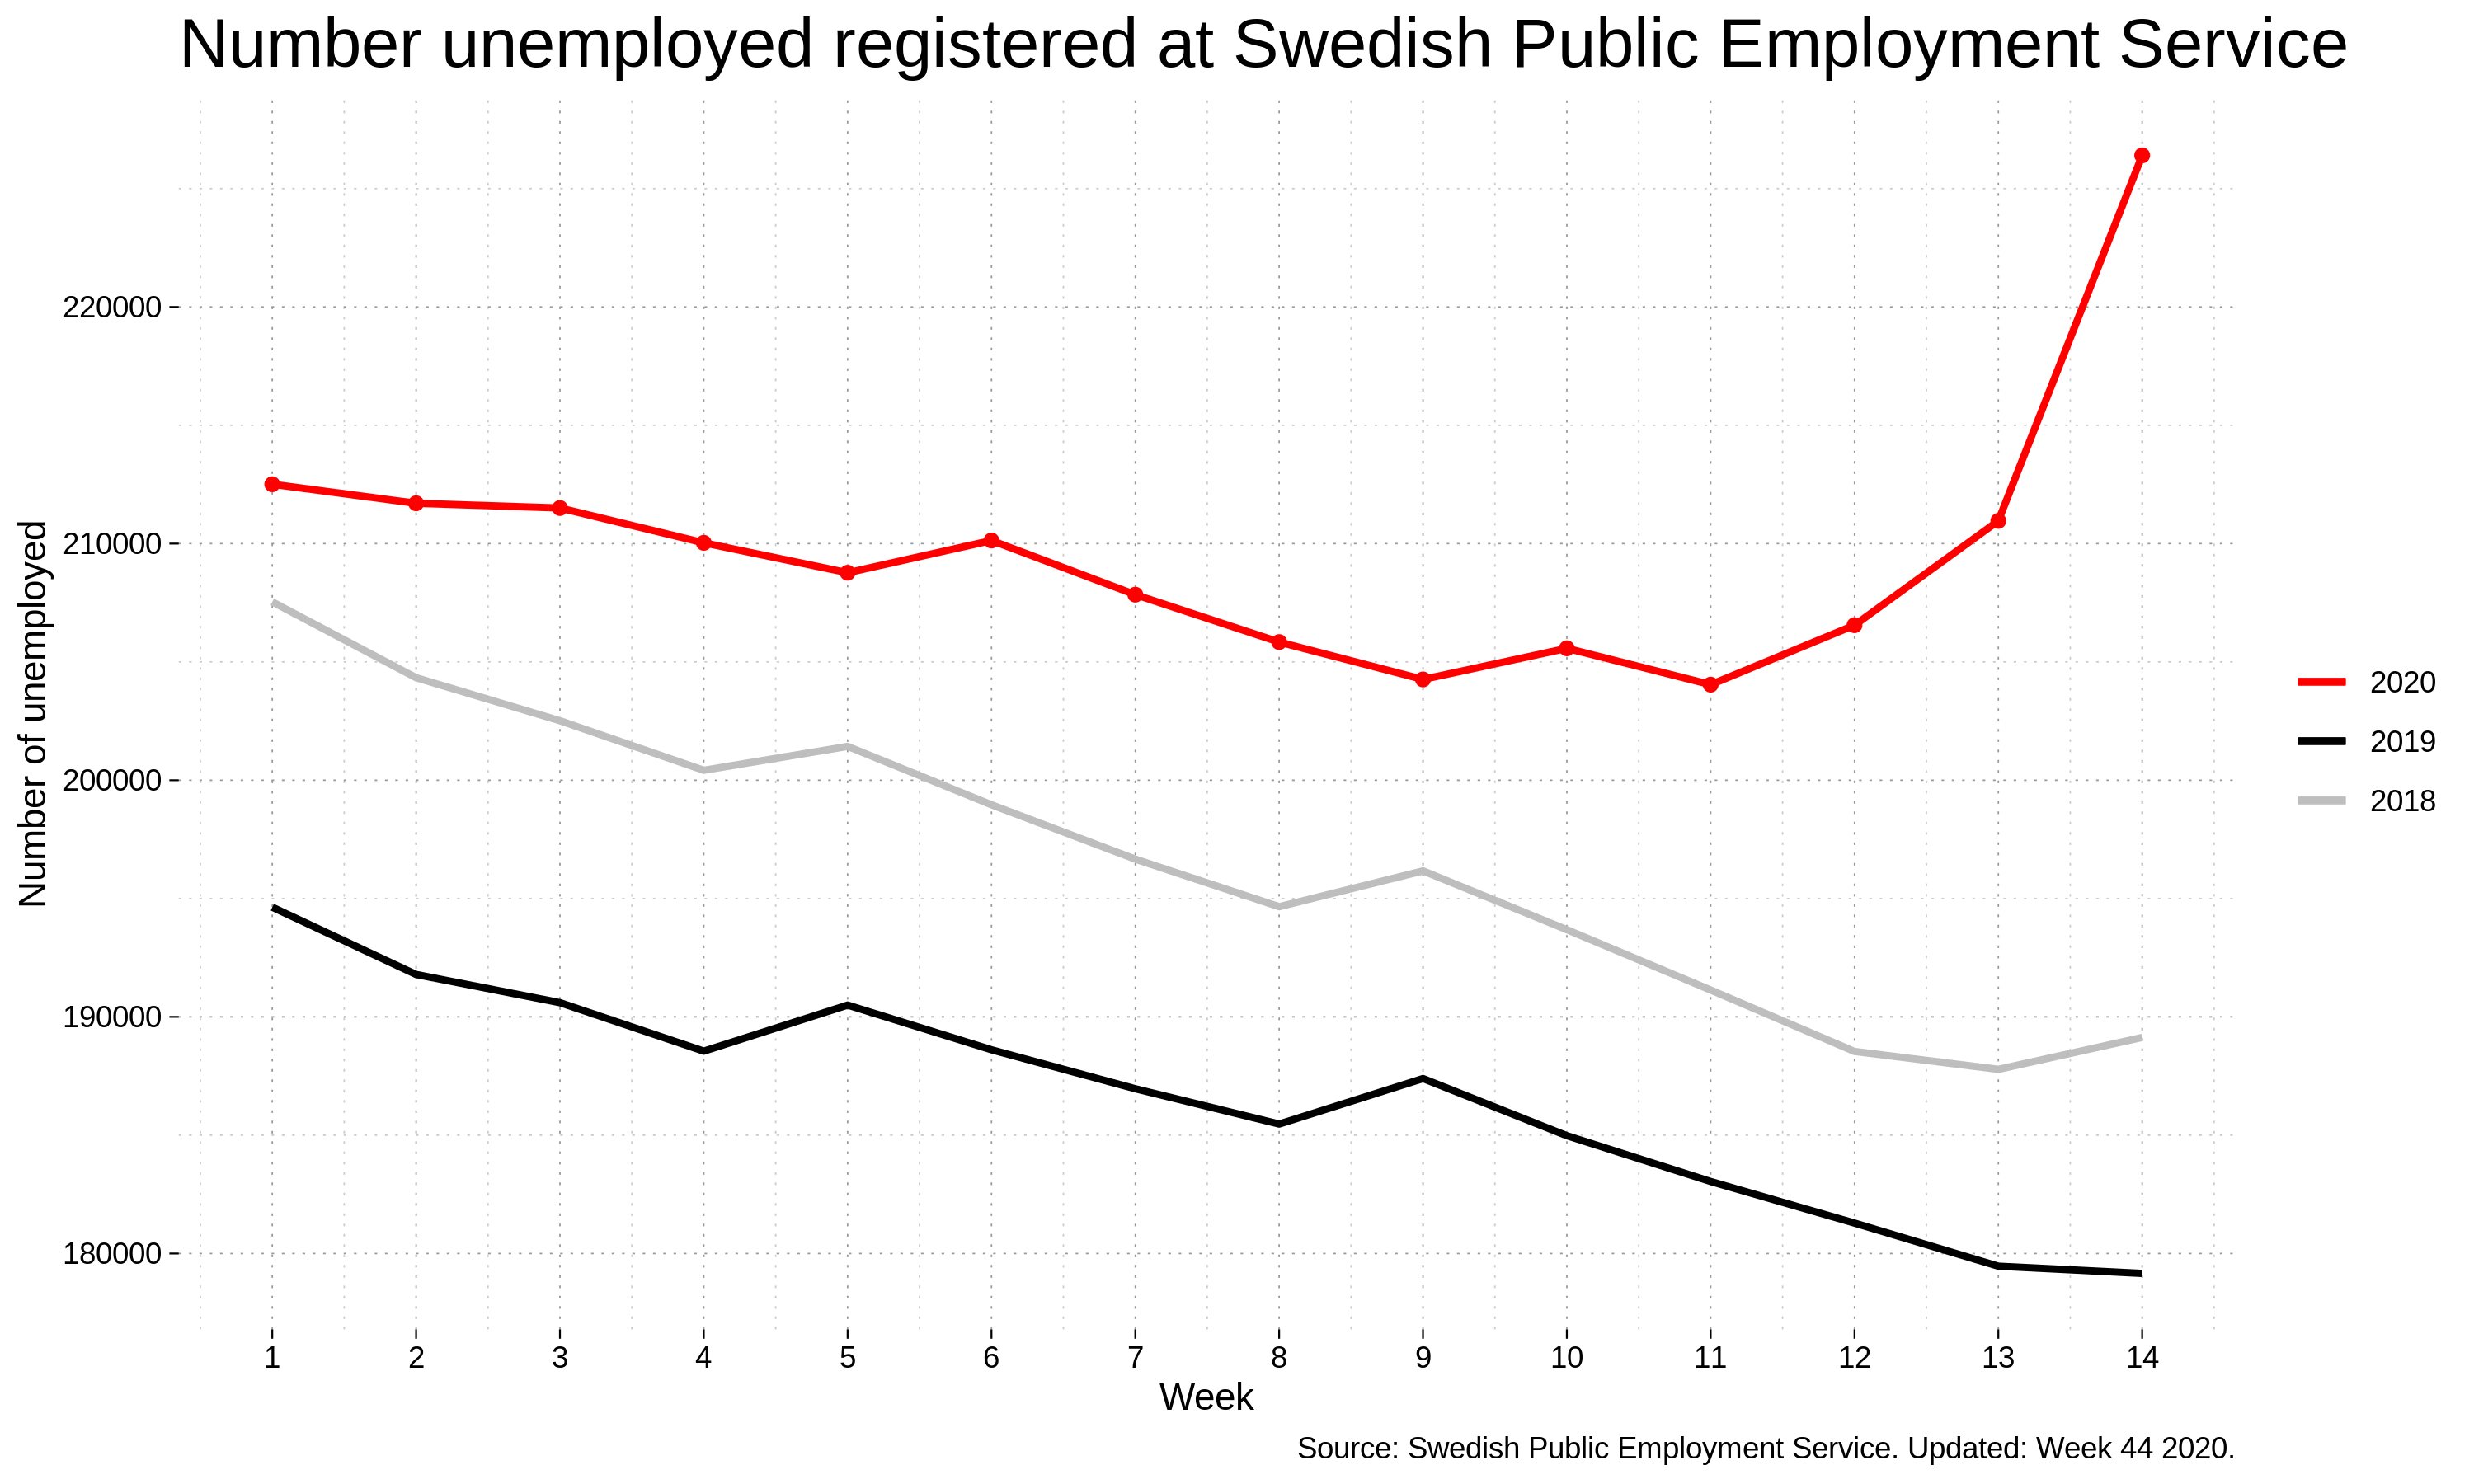 Number unemployed registered at Swedish Public Employment Service
Number of unemployed
220000
210000
200000
190000
180000
1 2 3 4 5 6 7 8 9 10 11 12 13 14
Week
2020
2019
2018
Source: Swedish Public Employment Service. Updated: Week 44 2020.